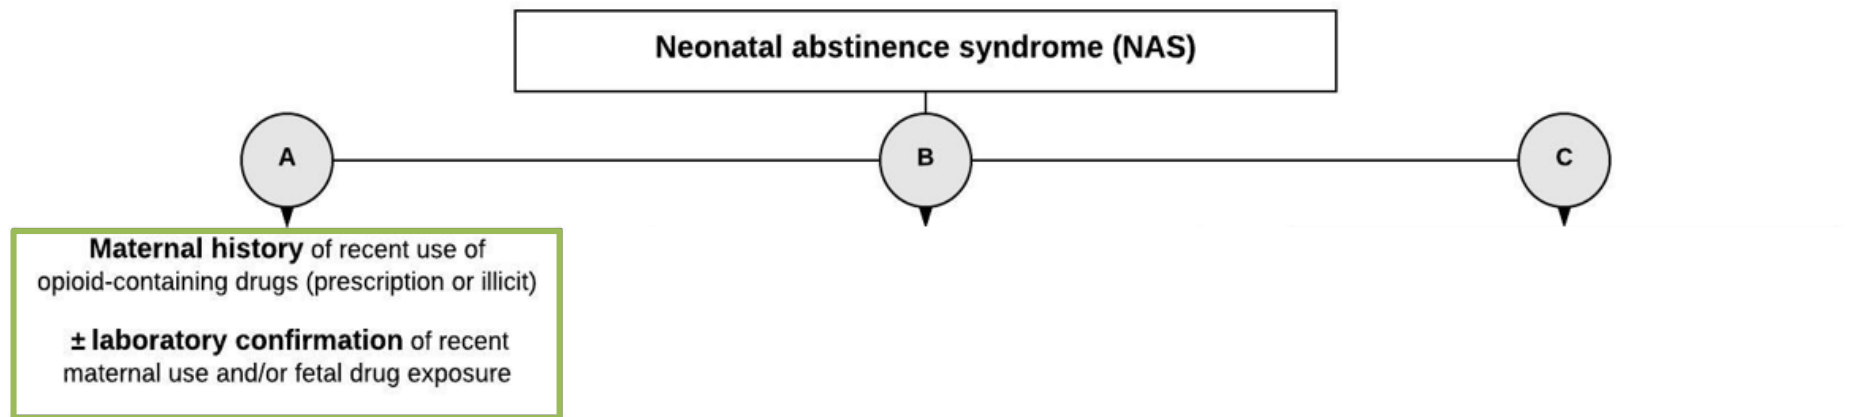 Neonatal abstinence syndrome (NAS)
A
B
C
Maternal history of recent use of
opioid-containing drugs (prescription or illicit)
± laboratory confirmation of recent
maternal use and/or fetal drug exposure